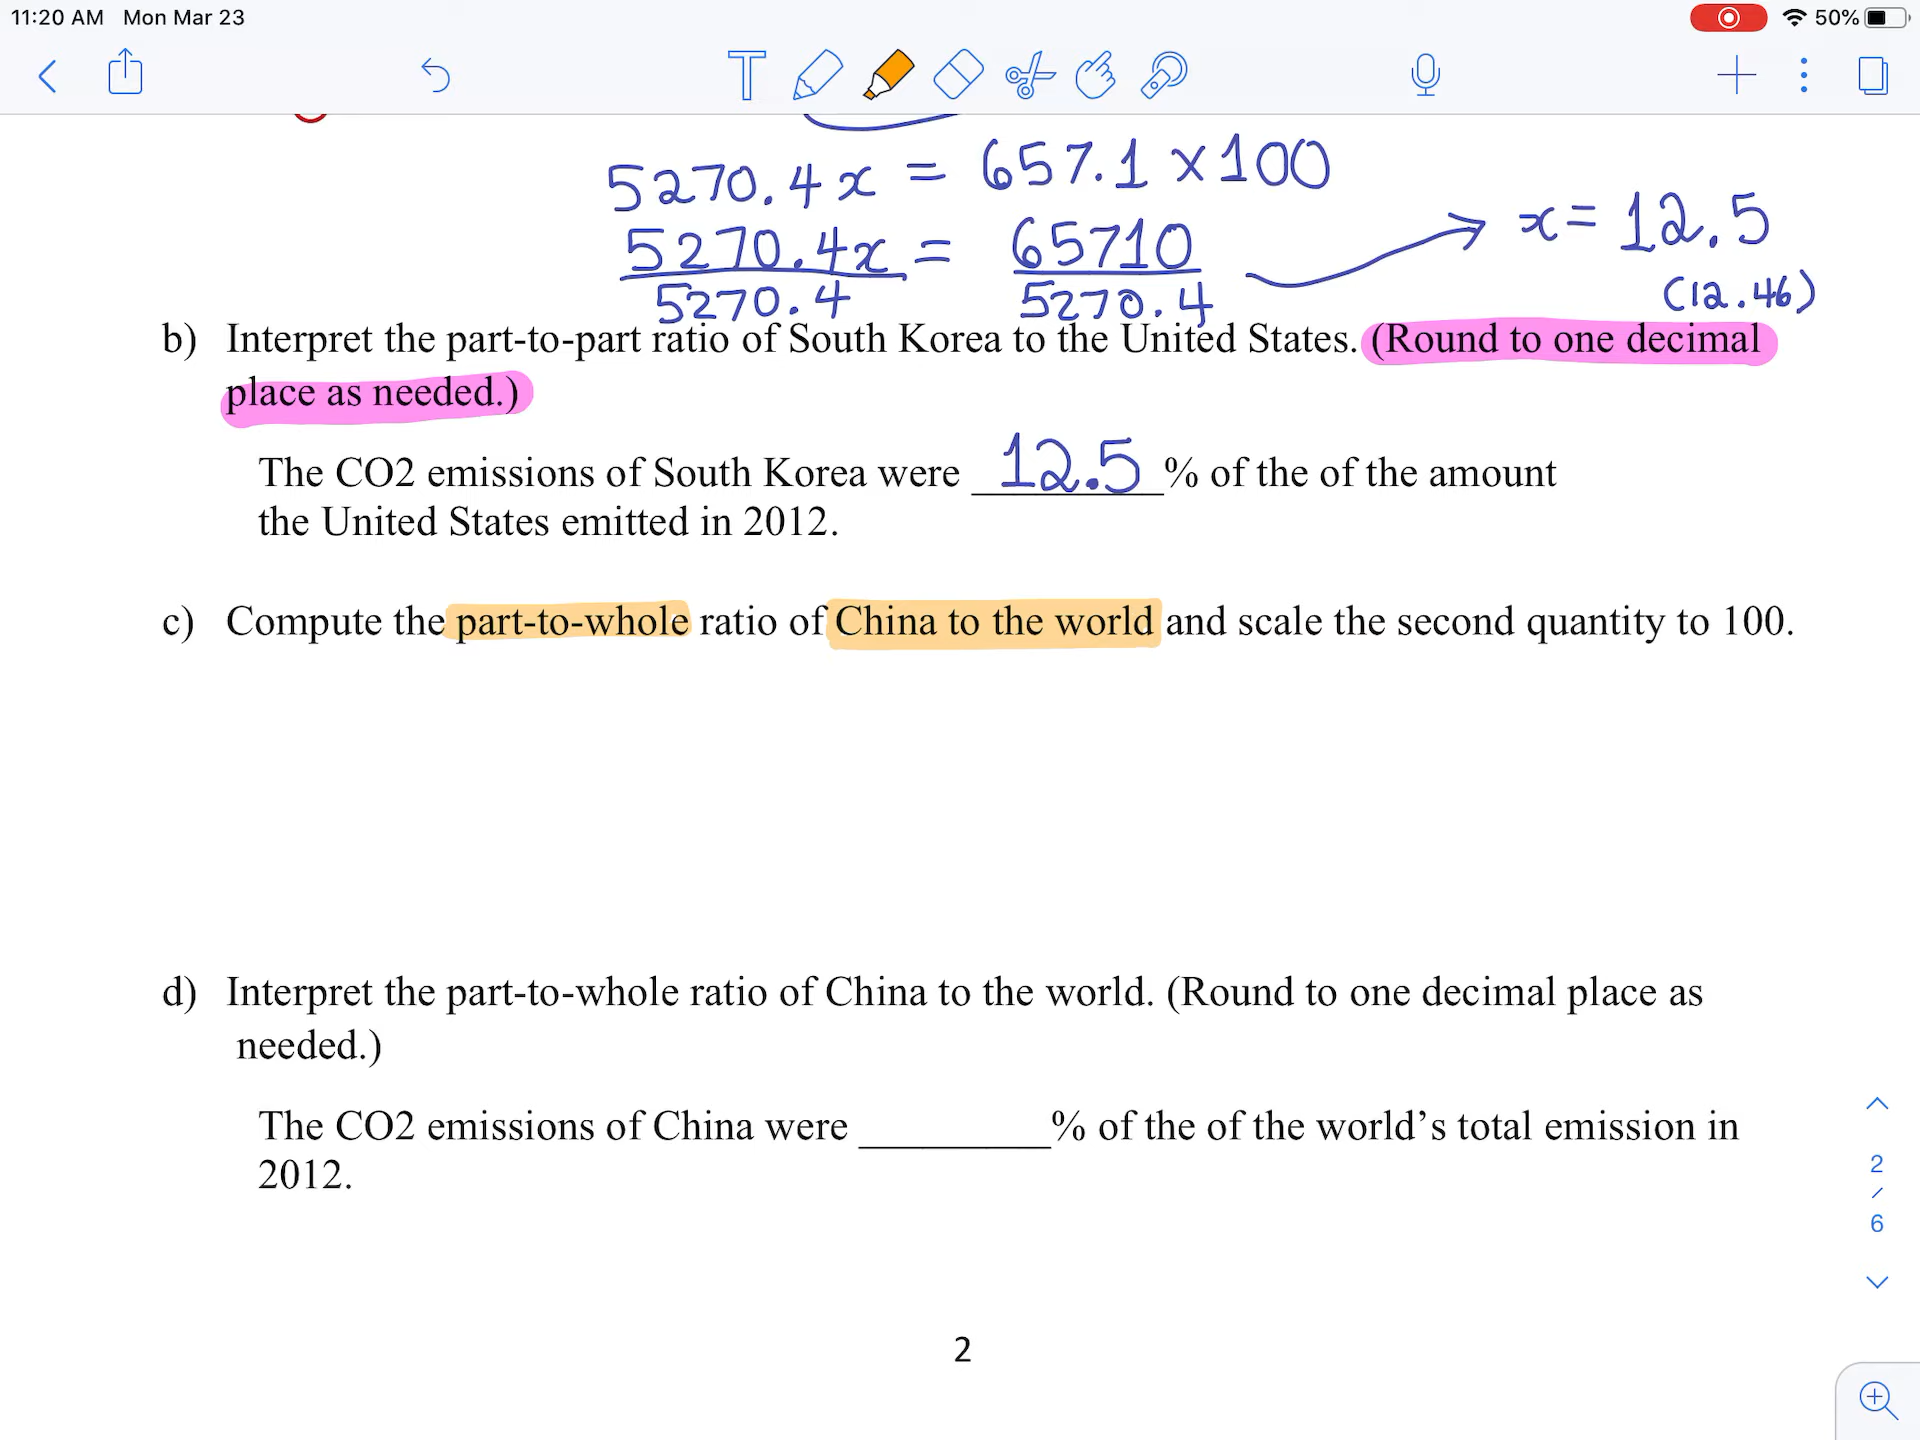 11:20 AM Mon Mar 23
50%
T
5270.4x = 657.1 x100
5270.4x = 65710
5270.4 5270.4
x = 12.5
(12.46)
b) Interpret the part-to-part ratio of South Korea to the United States. (Round to one decimal
place as needed.)
The CO2 emissions of South Korea were 12.5 % of the of the amount
the United States emitted in 2012.
c) Compute the part-to-whole ratio of China to the world and scale the second quantity to 100.
d) Interpret the part-to-whole ratio of China to the world. (Round to one decimal place as
needed.)
The CO2 emissions of China were _________% of the of the world’s total emission in
2012.
2
/
6
2